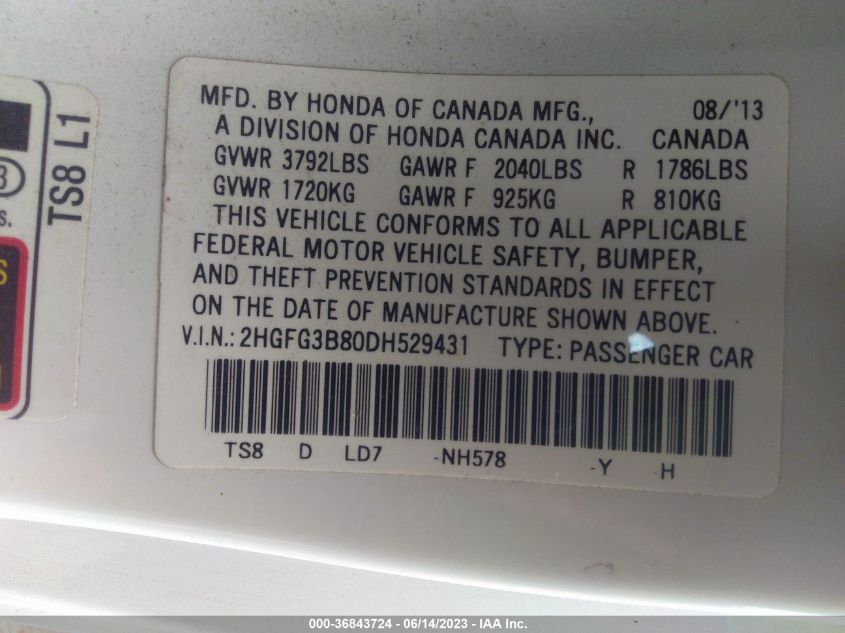 MFD. BY HONDA OF CANADA MFG., 08/'13
A DIVISION OF HONDA CANADA INC. CANADA
GVWR 3792LBS GAWR F 2040LBS R 1786LBS
GVWR 1720KG GAWR F 925KG R 810KG
THIS VEHICLE CONFORMS TO ALL APPLICABLE
FEDERAL MOTOR VEHICLE SAFETY, BUMPER,
AND THEFT PREVENTION STANDARDS IN EFFECT
ON THE DATE OF MANUFACTURE SHOWN ABOVE.
V.I.N.: 2HGFG3B80DH529431 TYPE: PASSENGER CAR
TS8 D LD7 -NH578 -Y H
TS8 L1
000-36843724 - 06/14/2023 - IAA Inc.